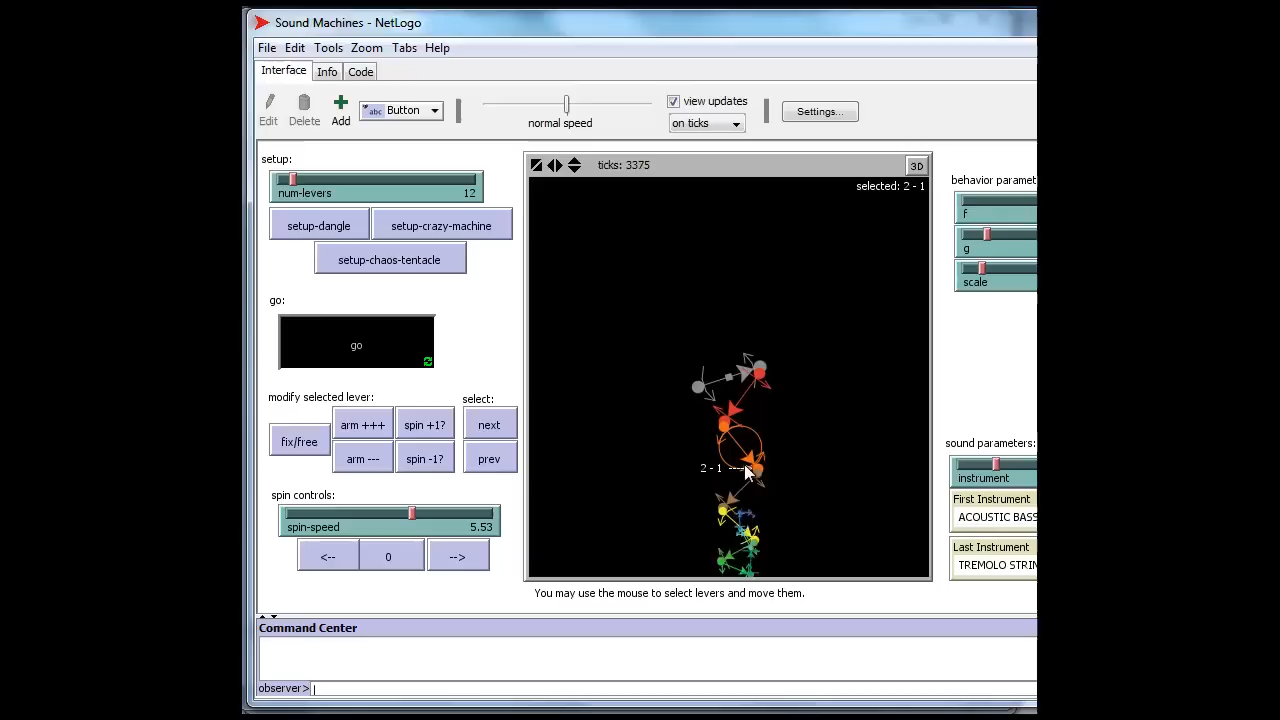 Sound Machines - NetLogo
File Edit Tools Zoom Tabs Help
Interface Info Code
Edit Delete Add abc Button normal speed view updates on ticks Settings...
setup:
num-levers 12
setup-dangle setup-crazy-machine
setup-chaos-tentacle
go:
go
modify selected lever: select:
fix/free arm +++ spin +1? next
arm --- spin -1? prev
spin controls:
spin-speed 5.53
<-- 0 -->
ticks: 3375 3D
selected: 2 - 1
2 - 1
You may use the mouse to select levers and move them.
behavior paramet
f
g
scale
sound parameters:
instrument
First Instrument
ACOUSTIC BASS
Last Instrument
TREMOLO STRIN
Command Center
observer>